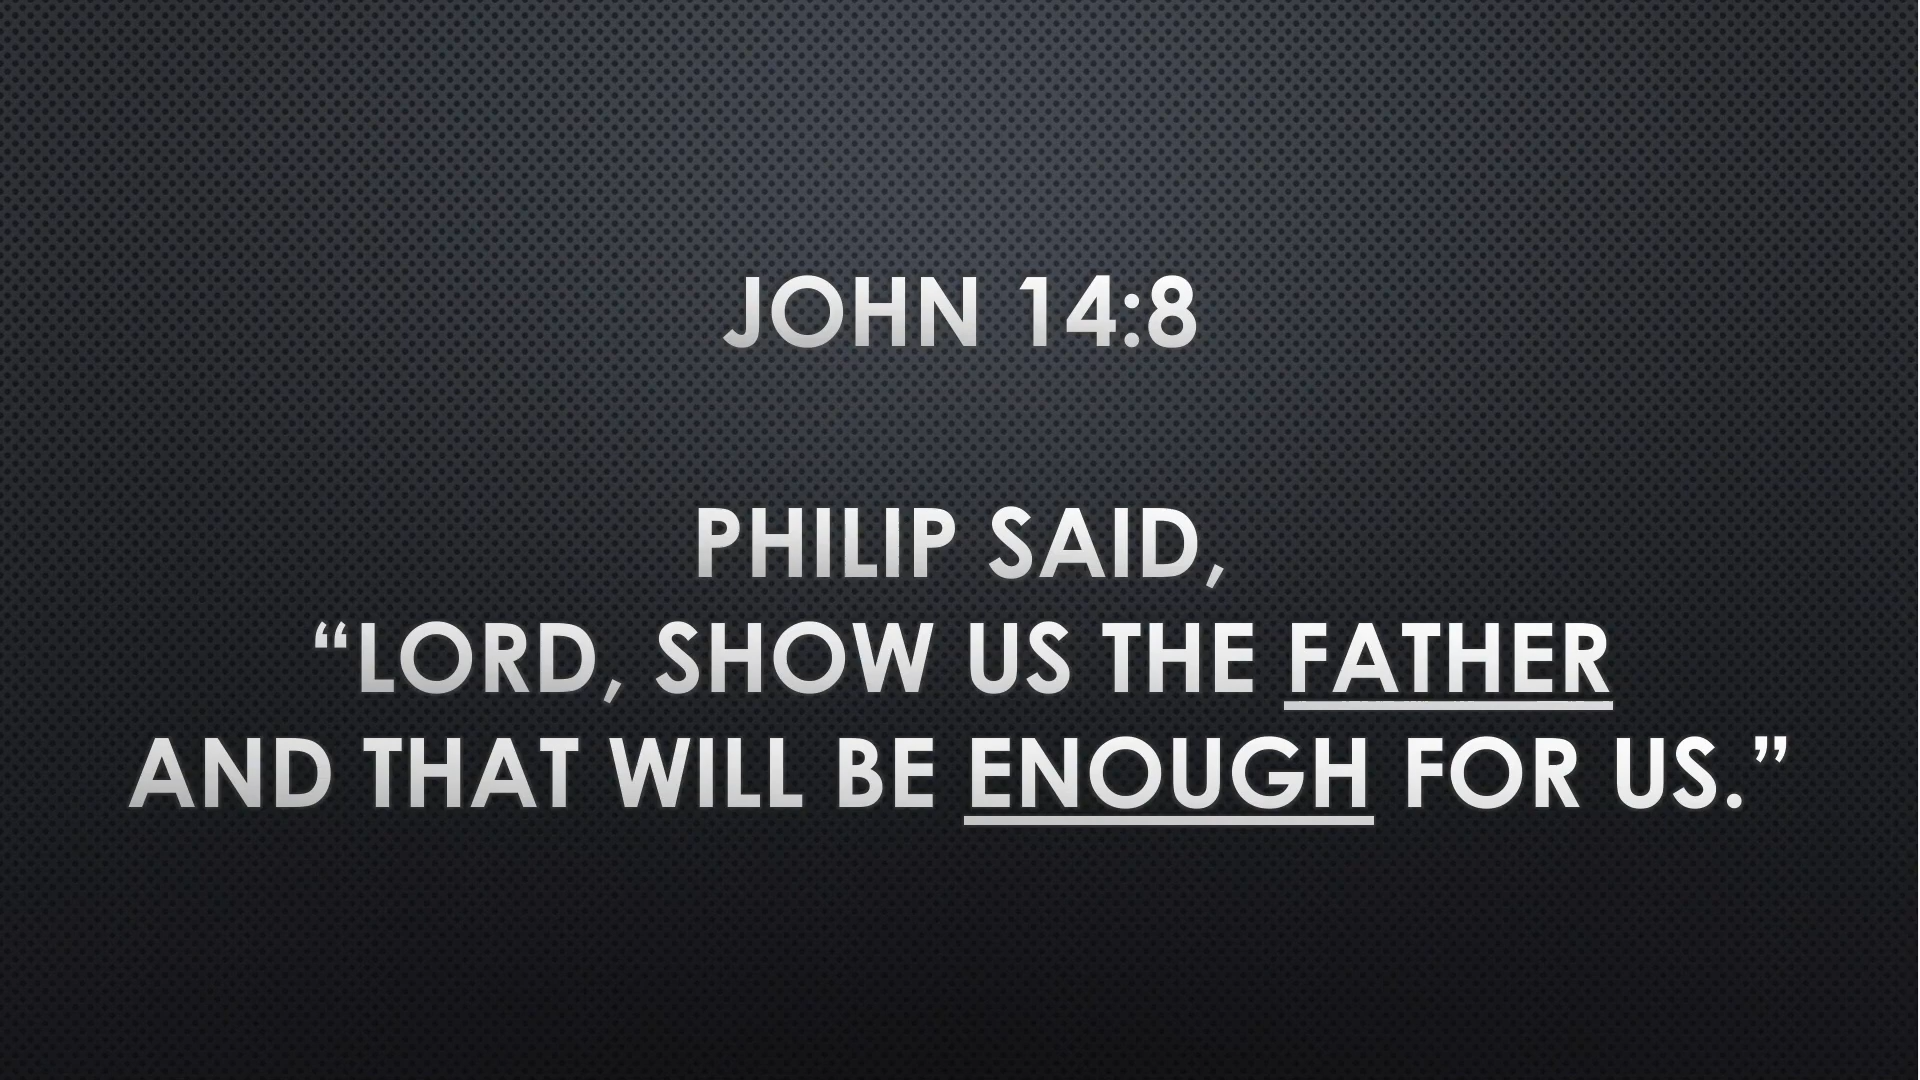 JOHN 14:8
PHILIP SAID,
“LORD, SHOW US THE FATHER
AND THAT WILL BE ENOUGH FOR US.”